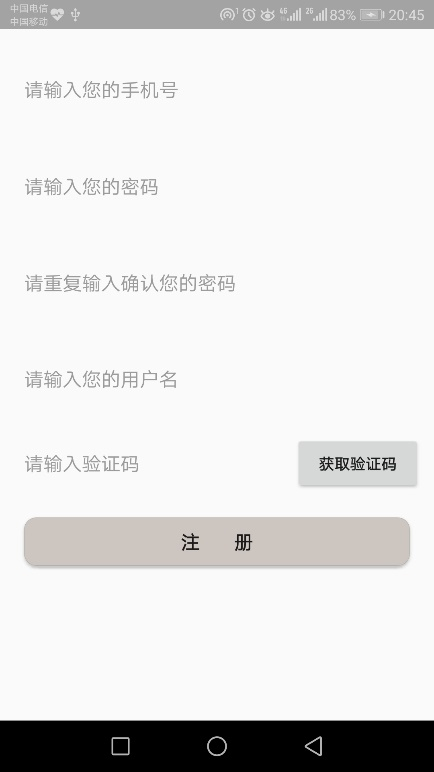 中国电信
中国移动
46 26 83% 20:45
请输入您的手机号
请输入您的密码
请重复输入确认您的密码
请输入您的用户名
请输入验证码 获取验证码
注 册